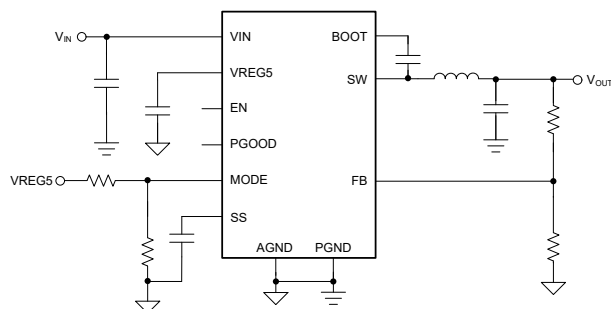 VIN VIN BOOT
VREG5 SW VOUT
EN
PGOOD
VREG5 MODE FB
SS
AGND PGND